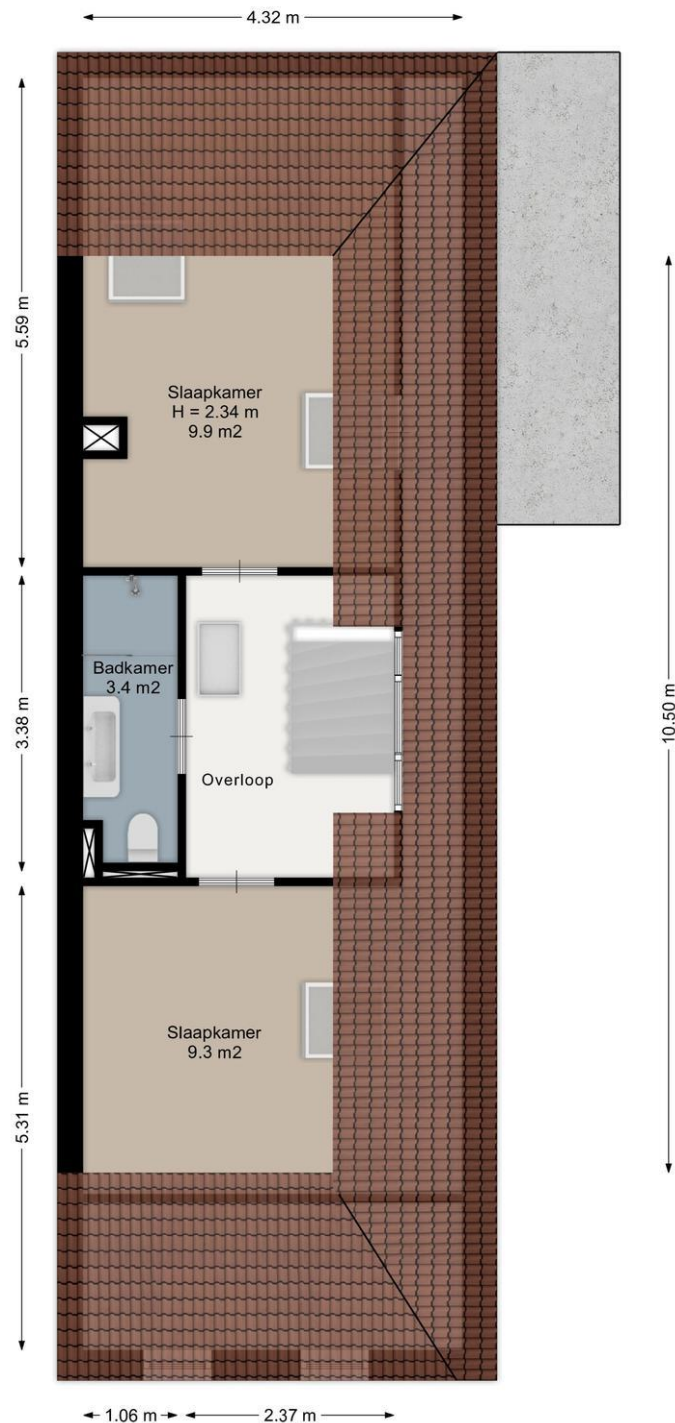 4.32 m
5.59 m
Slaapkamer
H = 2.34 m
9.9 m2
10.50 m
3.38 m
Badkamer
3.4 m2
Overloop
5.31 m
Slaapkamer
9.3 m2
1.06 m
2.37 m